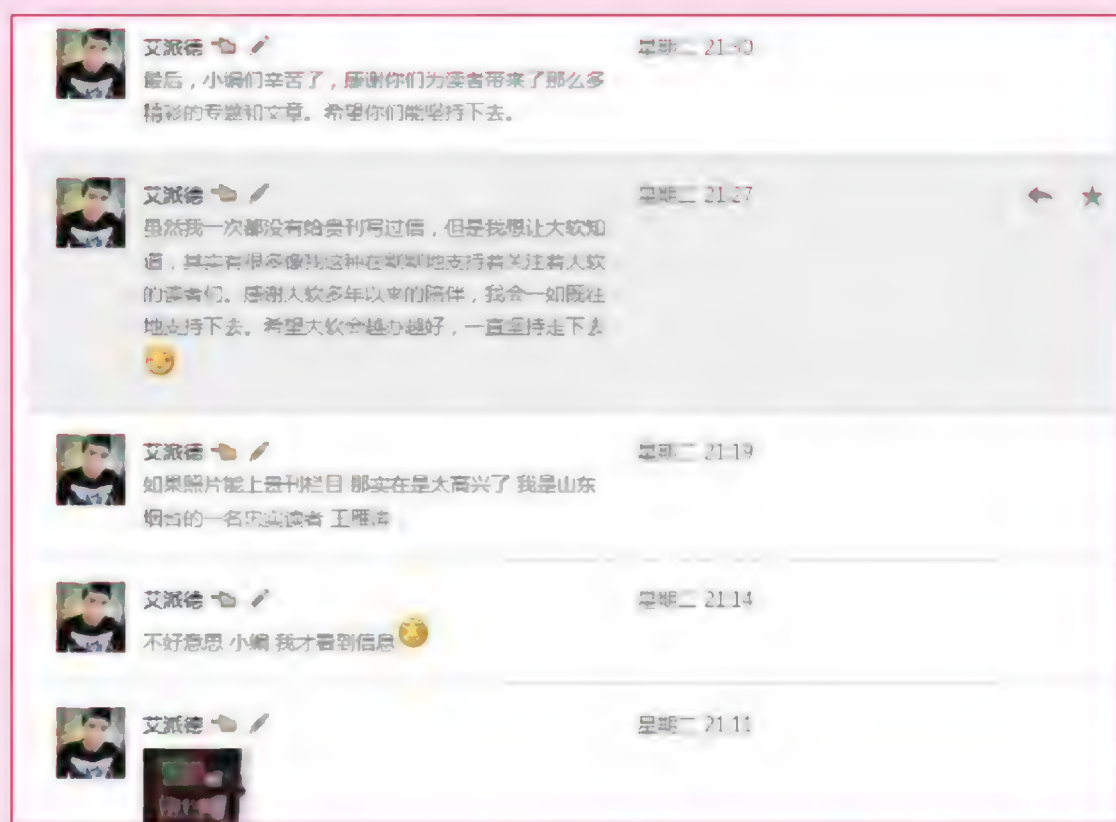 艾派德
星期二 21:30
最后，小编们辛苦了，感谢你们为读者带来了那么多
精彩的专题和文章。希望你们能坚持下去。
艾派德
星期二 21:27
虽然我一次都没有给贵刊写过信，但是我想让大软知
道，其实有很多像我这种在默默地支持着关注着大软
的读者们。感谢大软多年以来的陪伴，我会一如既往
地支持下去。希望大软会越办越好，一直坚持走下去
艾派德
星期二 21:19
如果照片能上贵刊栏目 那实在是太高兴了 我是山东
烟台的一名忠实读者 王雁
艾派德
星期二 21:14
不好意思 小编 我才看到信息
艾派德
星期二 21:11